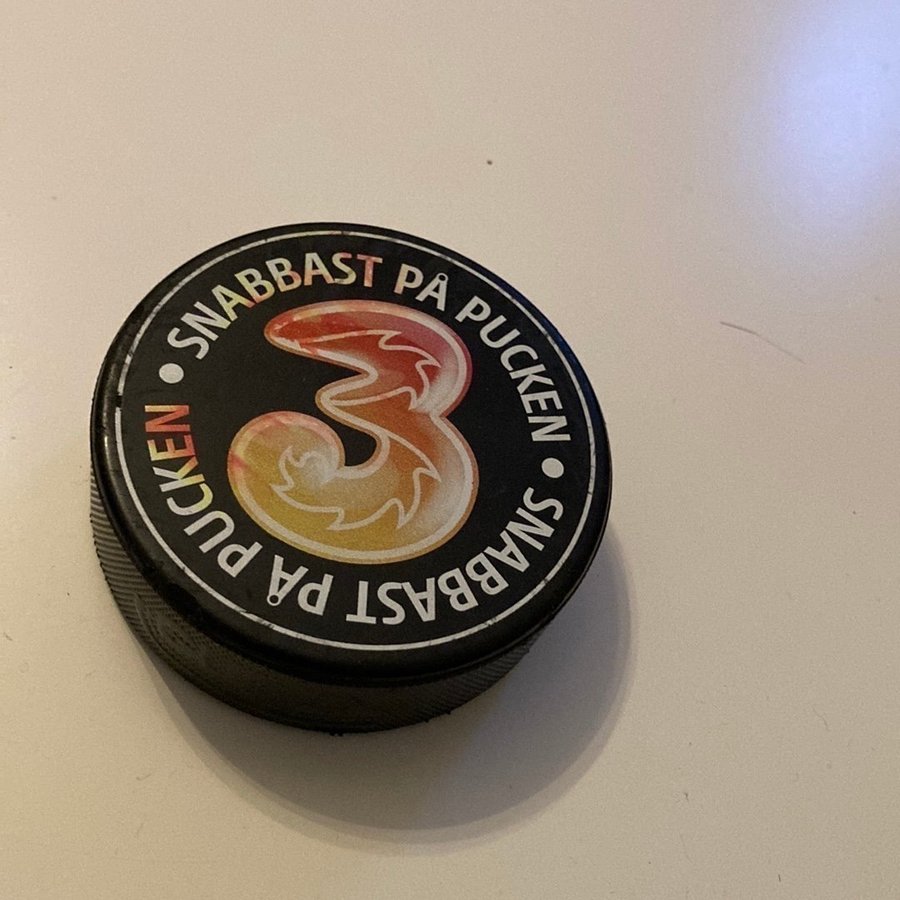 • SNABBAST PÅ PUCKEN • SNABBAST PÅ PUCKEN
3